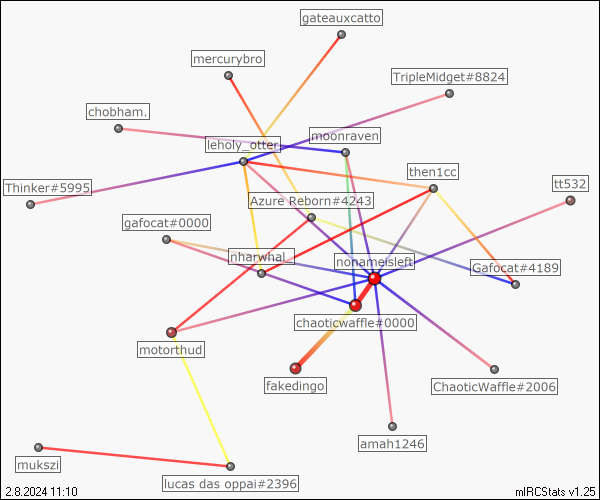 gateauxcatto
mercurybro
TripleMidget#8824
chobham.
leholy_otter
moonraven
then1cc
Thinker#5995
tt532
Azure Reborn#4243
gafocat#0000
nharwhal_
nonameisleft
Gafocat#4189
chaoticwaffle#0000
motorthud
fakedingo
ChaoticWaffle#2006
amah1246
mukszi
lucas das oppai#2396
2.8.2024 11:10
mIRCStats v1.25